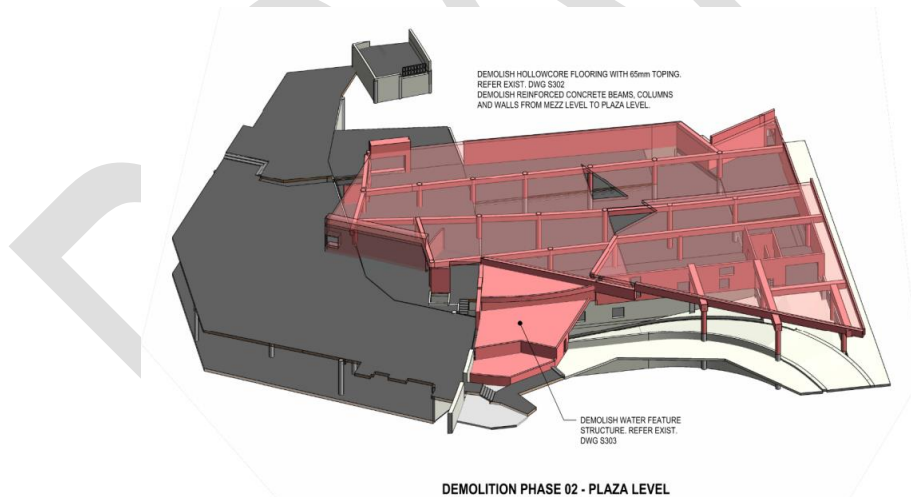 DEMOLISH HOLLOWCORE FLOORING WITH 65mm TOPING.
REFER EXIST. DWG S302
DEMOLISH REINFORCED CONCRETE BEAMS, COLUMNS
AND WALLS FROM MEZZ LEVEL TO PLAZA LEVEL.
DEMOLISH WATER FEATURE
STRUCTURE. REFER EXIST.
DWG S303
DEMOLITION PHASE 02 - PLAZA LEVEL